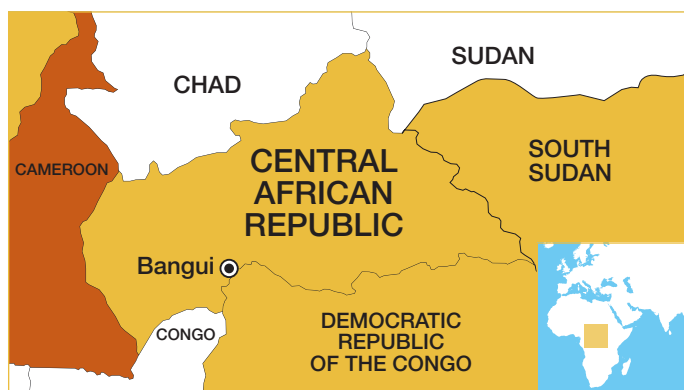 SUDAN
CHAD
CENTRAL
AFRICAN
REPUBLIC
SOUTH
SUDAN
CAMEROON
Bangui
CONGO
DEMOCRATIC
REPUBLIC
OF THE CONGO